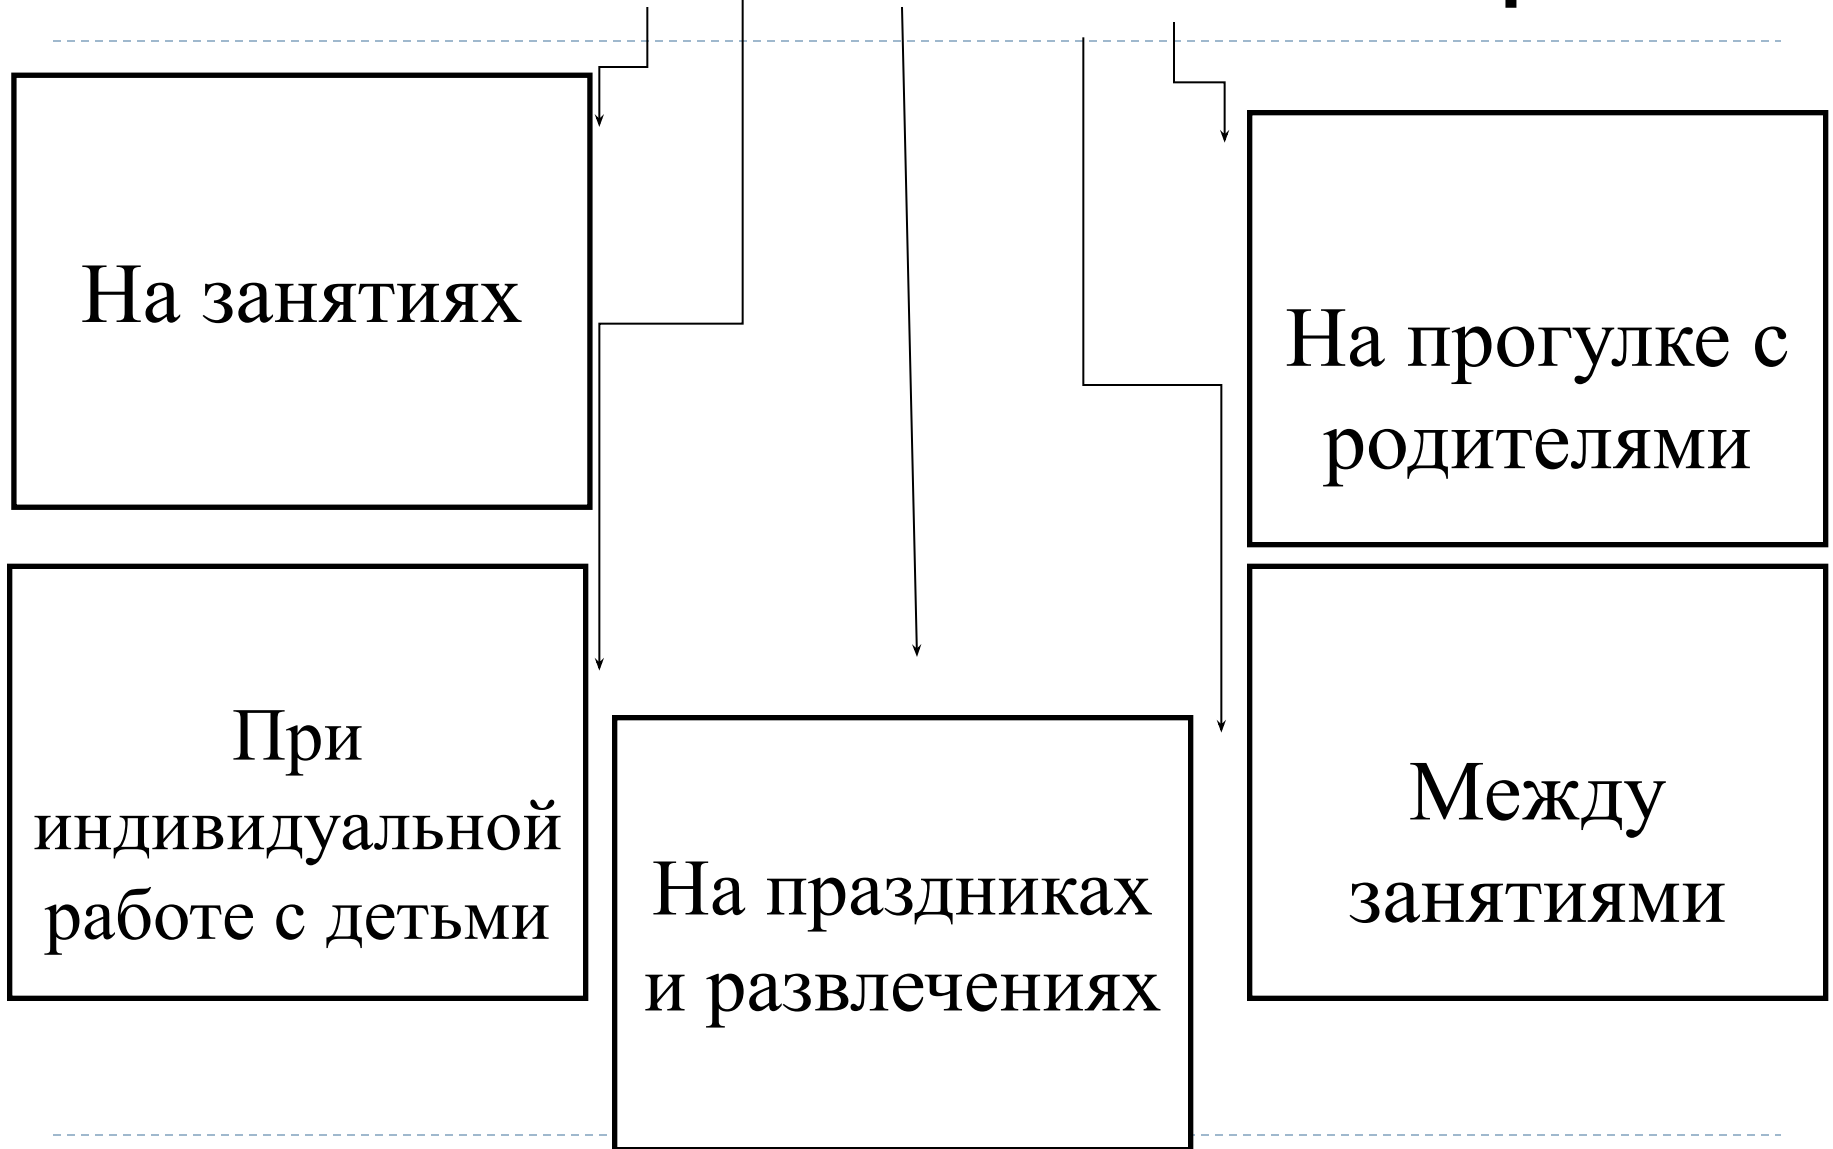 На занятиях
На прогулке с
родителями
При
индивидуальной
работе с детьми
На праздниках
и развлечениях
Между
занятиями